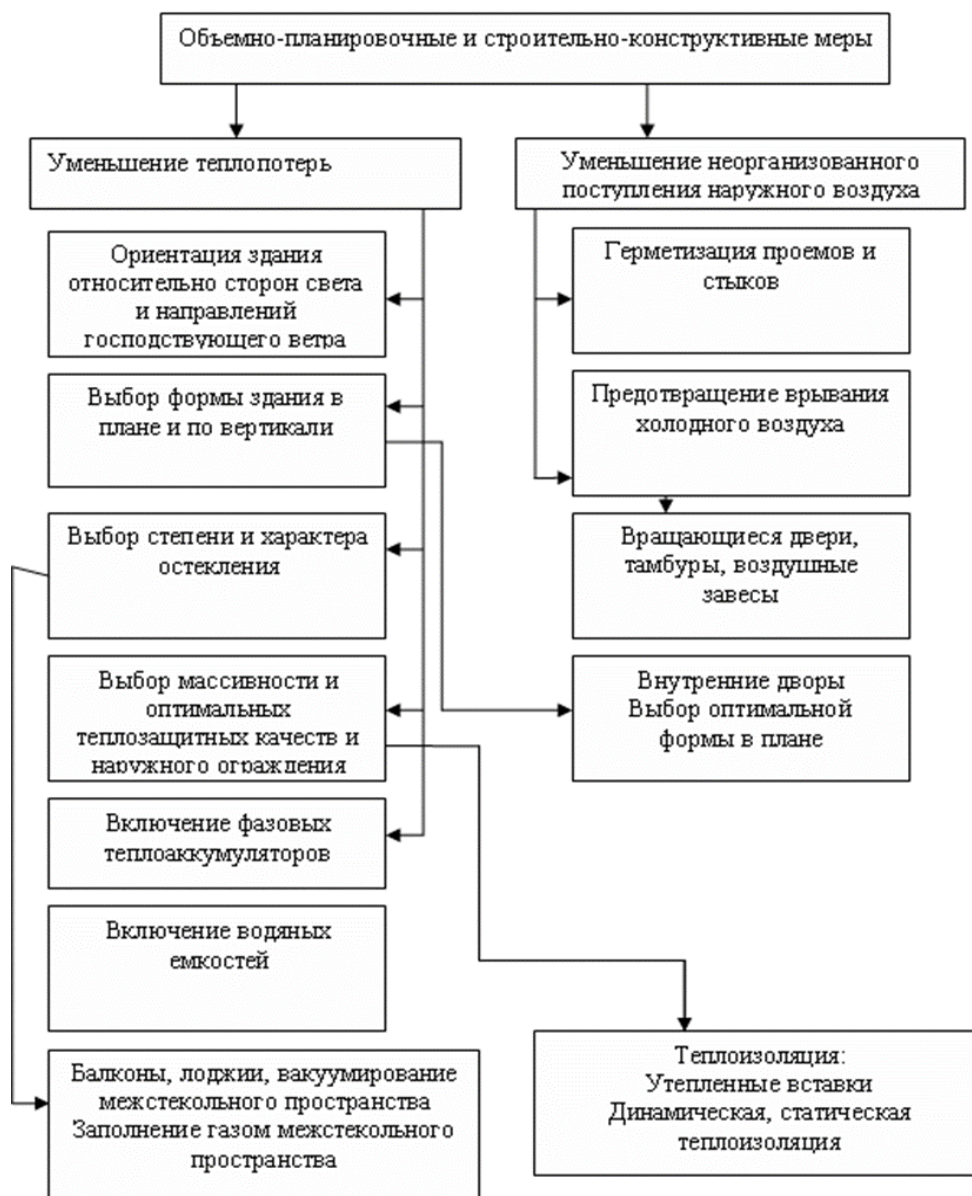 Объемно-планировочные и строительно-конструктивные меры
Уменьшение теплопотерь
Уменьшение неорганизованного
поступления наружного воздуха
Ориентация здания
относительно сторон света
и направлений
господствующего ветра
Герметизация проемов и
стыков
Выбор формы здания в
плане и по вертикали
Предотвращение врывания
холодного воздуха
Выбор степени и характера
остекления
Вращающиеся двери,
тамбуры, воздушные
завесы
Выбор массивности и
оптимальных
теплозащитных качеств и
наружного ограждения
Внутренние дворы
Выбор оптимальной
формы в плане
Включение фазовых
теплоаккумуляторов
Включение водяных
емкостей
Балконы, лоджии, вакуумирование
межстекольного пространства
Заполнение газом межстекольного
пространства
Теплоизоляция:
Утепленные вставки
Динамическая, статическая
теплоизоляция